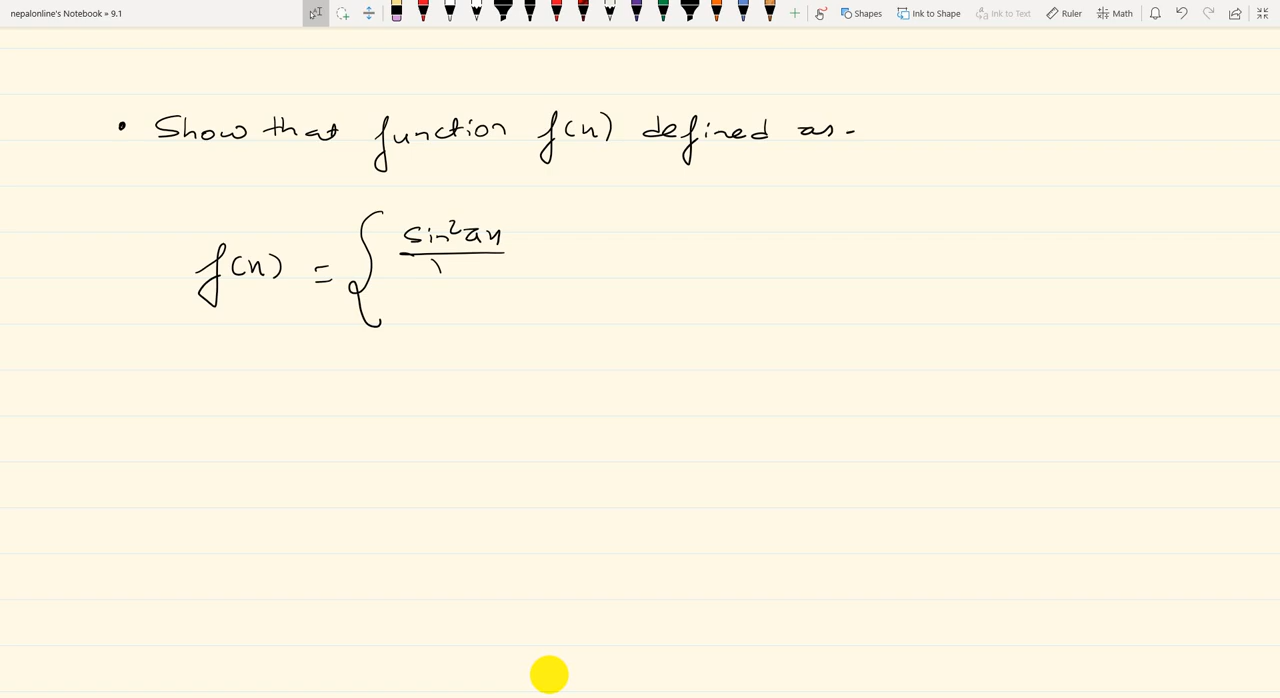 nepalonline's Notebook » 9.1
Shapes Ink to Shape Ink to Text Ruler Math
• Show that function f(x) defined as-
f(x) = { sin²ax